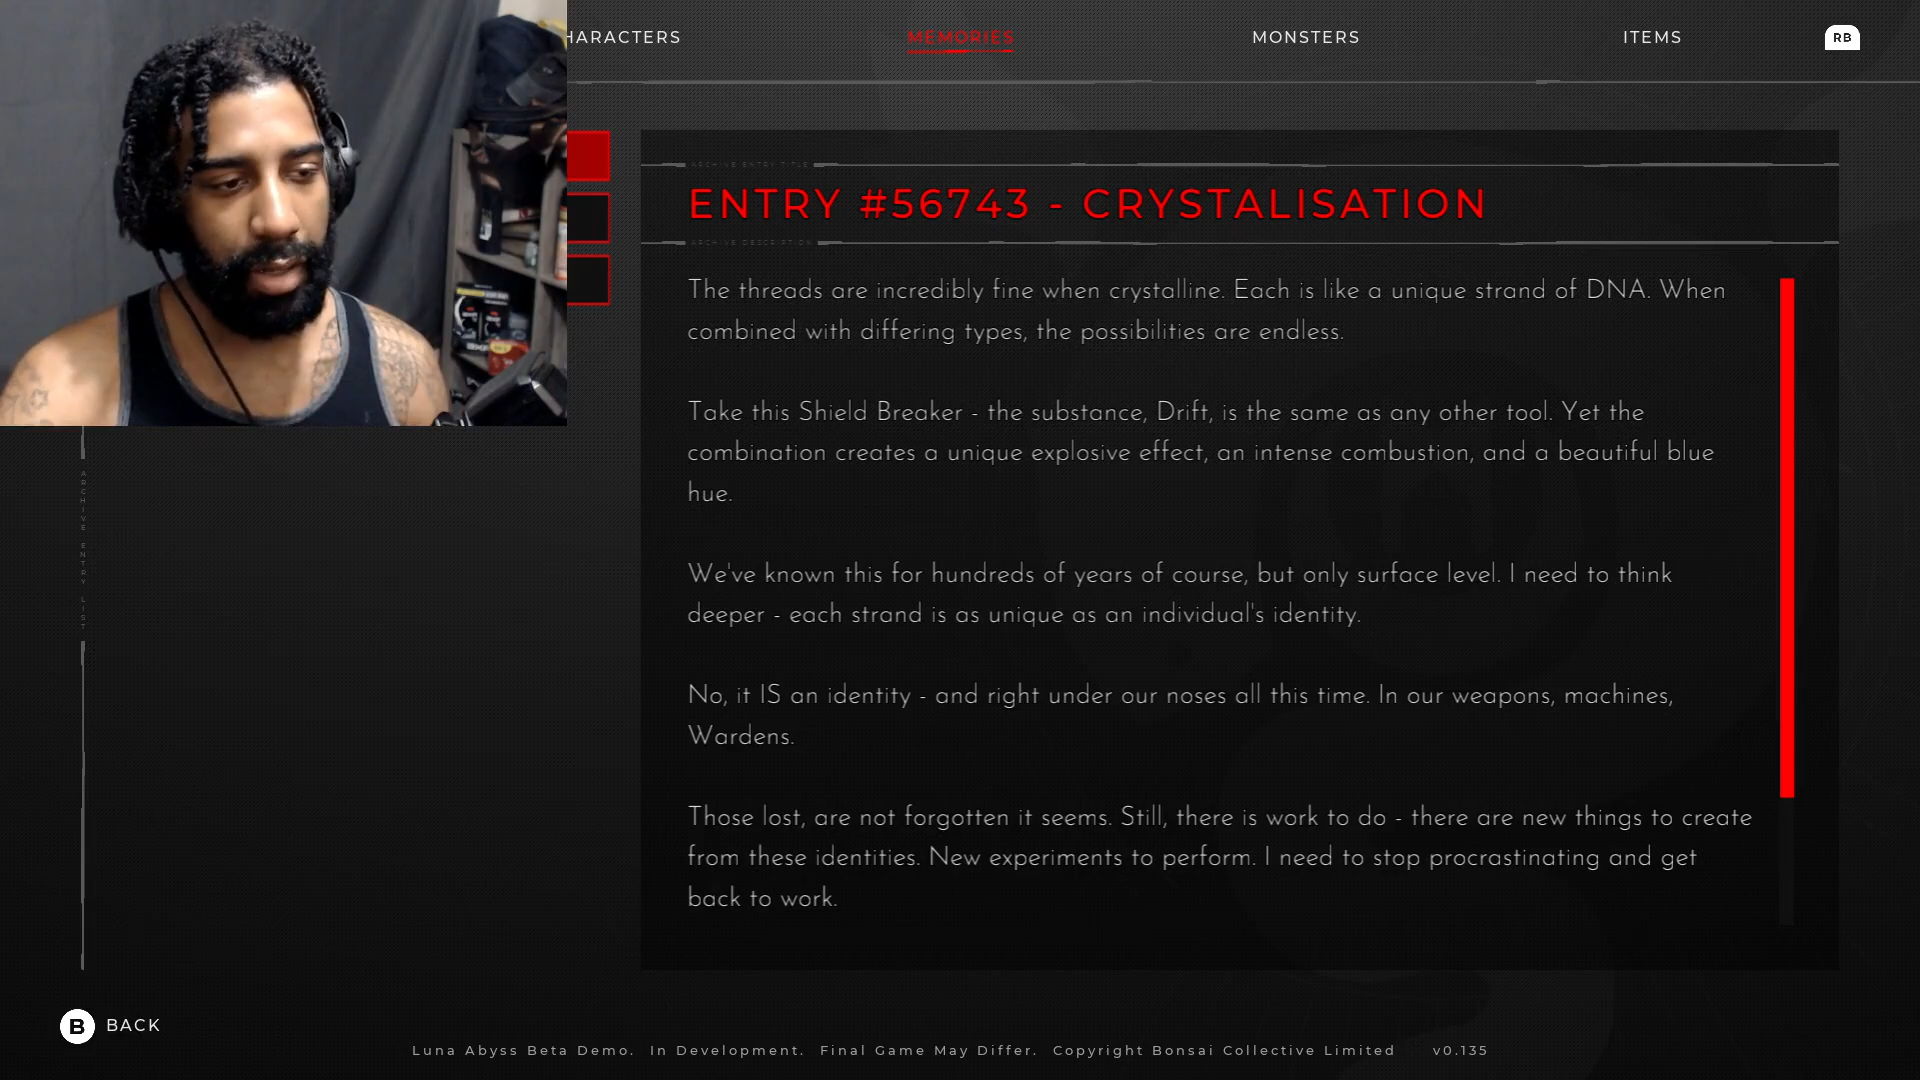 HARACTERS
MEMORIES
MONSTERS
ITEMS
RB
ARCHIVE ENTRY TITLE
ENTRY #56743 - CRYSTALISATION
ARCHIVE DESCRIPTION
The threads are incredibly fine when crystalline. Each is like a unique strand of DNA. When
combined with differing types, the possibilities are endless.
Take this Shield Breaker - the substance, Drift, is the same as any other tool. Yet the
combination creates a unique explosive effect, an intense combustion, and a beautiful blue
hue.
We've known this for hundreds of years of course, but only surface level. I need to think
deeper - each strand is as unique as an individual's identity.
No, it IS an identity - and right under our noses all this time. In our weapons, machines,
Wardens.
Those lost, are not forgotten it seems. Still, there is work to do - there are new things to create
from these identities. New experiments to perform. I need to stop procrastinating and get
back to work.
ARCHIVE ENTRY LIST
B BACK
Luna Abyss Beta Demo. In Development. Final Game May Differ. Copyright Bonsai Collective Limited v0.135